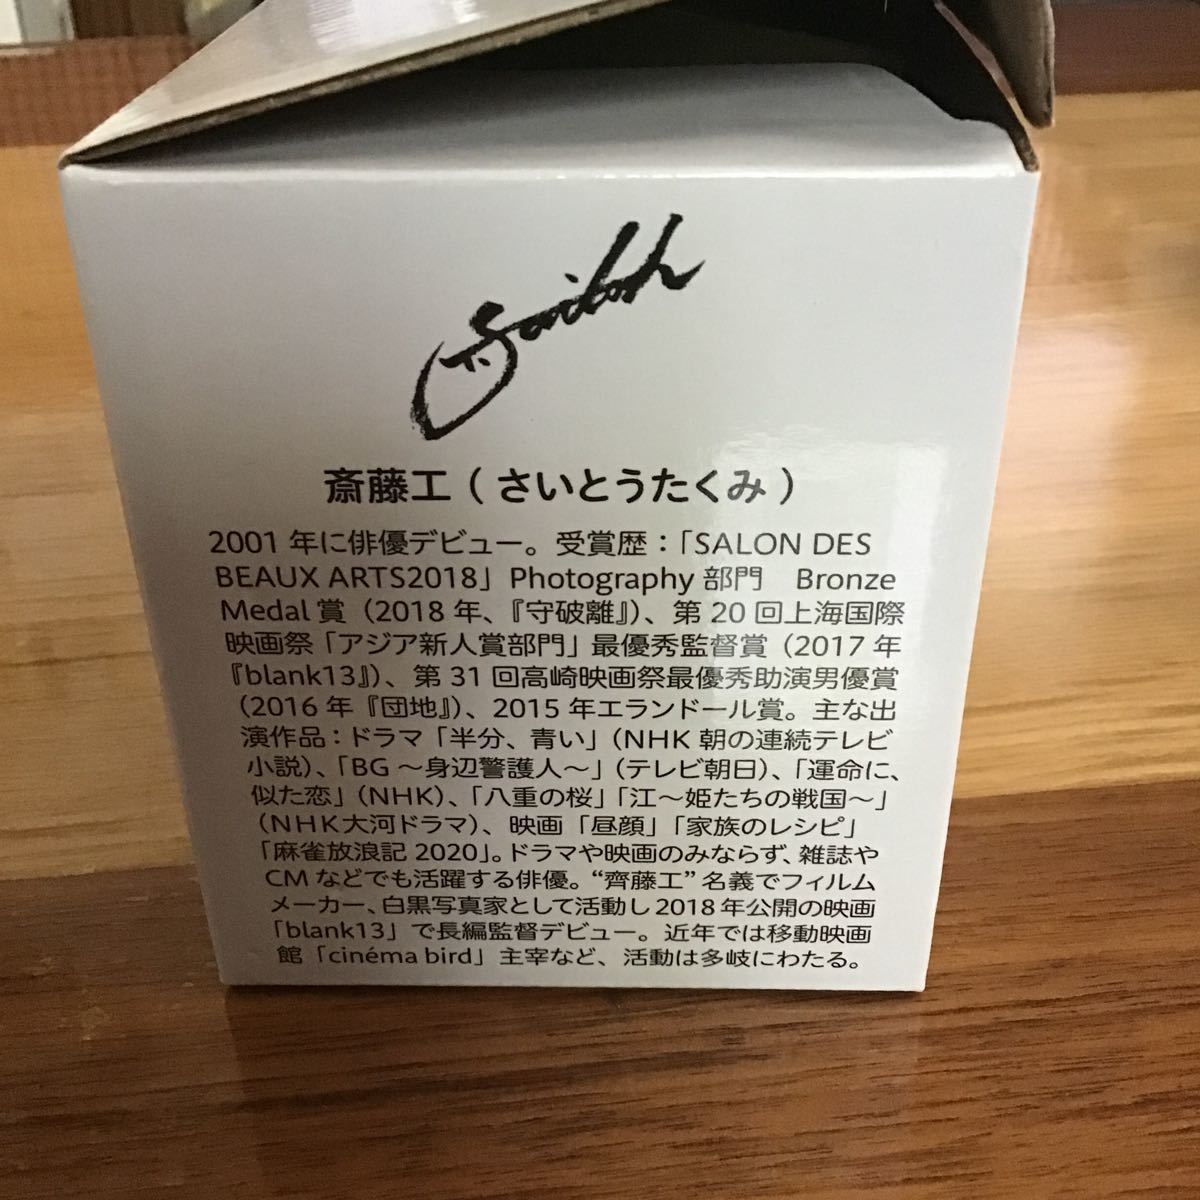 T. Saitoh
斎藤工（さいとうたくみ）
2001 年に俳優デビュー。受賞歴：「SALON DES
BEAUX ARTS2018」Photography 部門　Bronze
Medal 賞（2018 年、『守破離』）、第 20 回上海国際
映画祭「アジア新人賞部門」最優秀監督賞（2017 年
『blank13』）、第 31 回高崎映画祭最優秀助演男優賞
（2016 年『団地』）、2015 年エランドール賞。主な出
演作品：ドラマ「半分、青い」（NHK 朝の連続テレビ
小説）、「BG 〜身辺警護人〜」（テレビ朝日）、「運命に、
似た恋」（NHK）、「八重の桜」「江〜姫たちの戦国〜」
（NHK大河ドラマ）、映画「昼顔」「家族のレシピ」
「麻雀放浪記 2020」。ドラマや映画のみならず、雑誌や
CM などでも活躍する俳優。“齊藤工” 名義でフィルム
メーカー、白黒写真家として活動し 2018 年公開の映画
「blank13」で長編監督デビュー。近年では移動映画
館「cinéma bird」主宰など、活動は多岐にわたる。